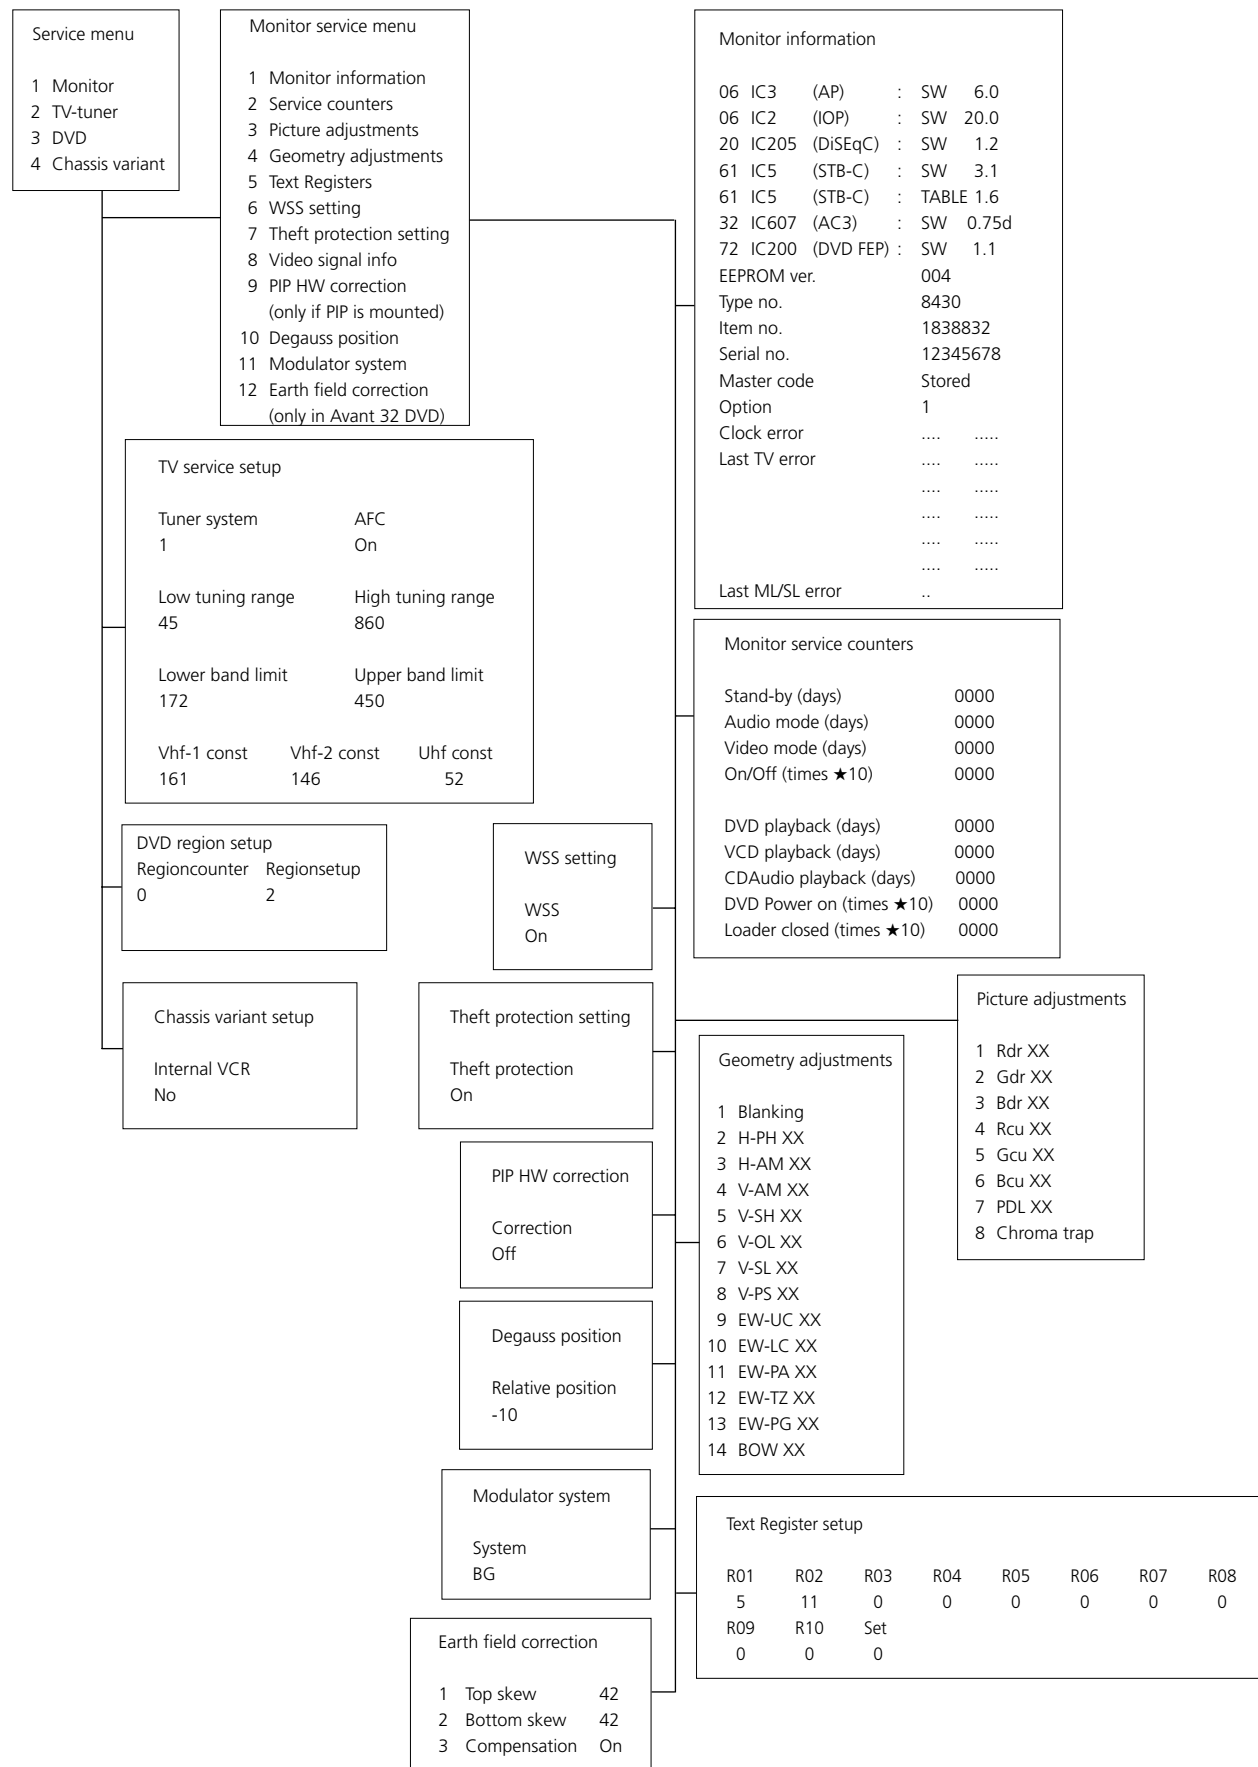 Service menu
1 Monitor
2 TV-tuner
3 DVD
4 Chassis variant
Monitor service menu
1 Monitor information
2 Service counters
3 Picture adjustments
4 Geometry adjustments
5 Text Registers
6 WSS setting
7 Theft protection setting
8 Video signal info
9 PIP HW correction
(only if PIP is mounted)
10 Degauss position
11 Modulator system
12 Earth field correction
(only in Avant 32 DVD)
Monitor information
06 IC3 (AP) : SW 6.0
06 IC2 (IOP) : SW 20.0
20 IC205 (DiSEqC) : SW 1.2
61 IC5 (STB-C) : SW 3.1
61 IC5 (STB-C) : TABLE 1.6
32 IC607 (AC3) : SW 0.75d
72 IC200 (DVD FEP) : SW 1.1
EEPROM ver. 004
Type no. 8430
Item no. 1838832
Serial no. 12345678
Master code Stored
Option 1
Clock error .... .....
Last TV error .... .....
.... .....
.... .....
.... .....
.... .....
Last ML/SL error ..
TV service setup
Tuner system AFC
1 On
Low tuning range High tuning range
45 860
Lower band limit Upper band limit
172 450
Vhf-1 const Vhf-2 const Uhf const
161 146 52
Monitor service counters
Stand-by (days) 0000
Audio mode (days) 0000
Video mode (days) 0000
On/Off (times ★10) 0000
DVD playback (days) 0000
VCD playback (days) 0000
CDAudio playback (days) 0000
DVD Power on (times ★10) 0000
Loader closed (times ★10) 0000
DVD region setup
Regioncounter Regionsetup
0 2
WSS setting
WSS
On
Chassis variant setup
Internal VCR
No
Theft protection setting
Theft protection
On
Picture adjustments
1 Rdr XX
2 Gdr XX
3 Bdr XX
4 Rcu XX
5 Gcu XX
6 Bcu XX
7 PDL XX
8 Chroma trap
Geometry adjustments
1 Blanking
2 H-PH XX
3 H-AM XX
4 V-AM XX
5 V-SH XX
6 V-OL XX
7 V-SL XX
8 V-PS XX
9 EW-UC XX
10 EW-LC XX
11 EW-PA XX
12 EW-TZ XX
13 EW-PG XX
14 BOW XX
PIP HW correction
Correction
Off
Degauss position
Relative position
-10
Modulator system
System
BG
Text Register setup
R01 R02 R03 R04 R05 R06 R07 R08
5 11 0 0 0 0 0 0
R09 R10 Set
0 0 0
Earth field correction
1 Top skew 42
2 Bottom skew 42
3 Compensation On